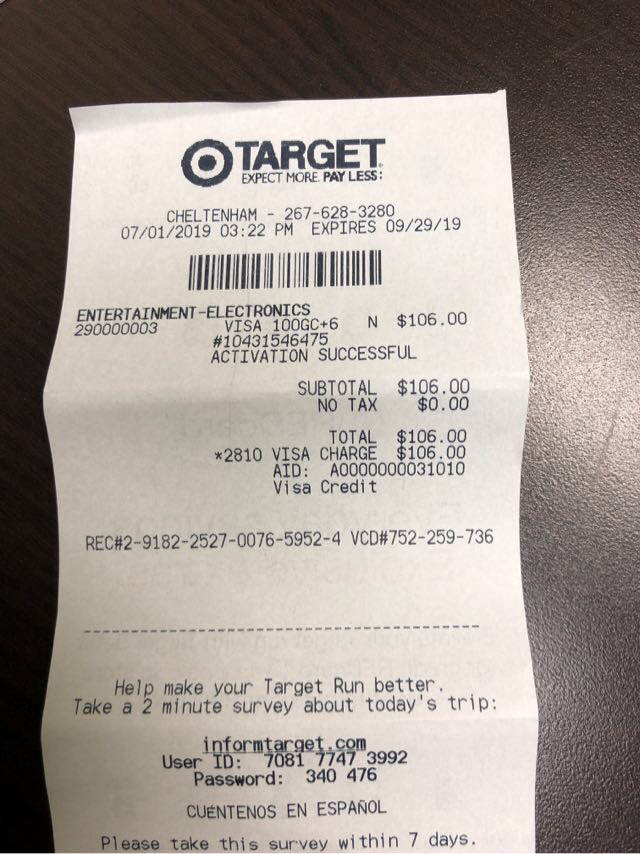 TARGET
EXPECT MORE. PAY LESS:
CHELTENHAM - 267-628-3280
07/01/2019 03:22 PM EXPIRES 09/29/19
ENTERTAINMENT-ELECTRONICS
290000003 VISA 100GC+6 N $106.00
#10431546475
ACTIVATION SUCCESSFUL
SUBTOTAL $106.00
NO TAX $0.00
TOTAL $106.00
*2810 VISA CHARGE $106.00
AID: A0000000031010
Visa Credit
REC#2-9182-2527-0076-5952-4 VCD#752-259-736
Help make your Target Run better.
Take a 2 minute survey about today's trip:
informtarget.com
User ID: 7081 7747 3992
Password: 340 476
CUÉNTENOS EN ESPAÑOL
Please take this survey within 7 days.